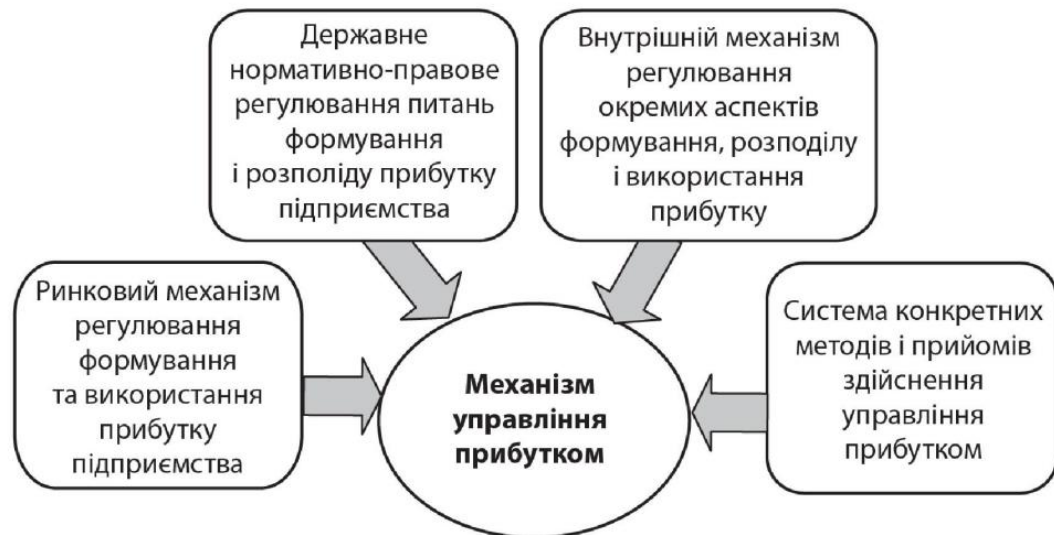 Державне
нормативно-правове
регулювання питань
формування
і розполіду прибутку
підприємства
Внутрішній механізм
регулювання
окремих аспектів
формування, розподілу
і використання
прибутку
Ринковий механізм
регулювання
формування
та використання
прибутку
підприємства
Механізм
управління
прибутком
Система конкретних
методів і прийомів
здійснення
управління
прибутком